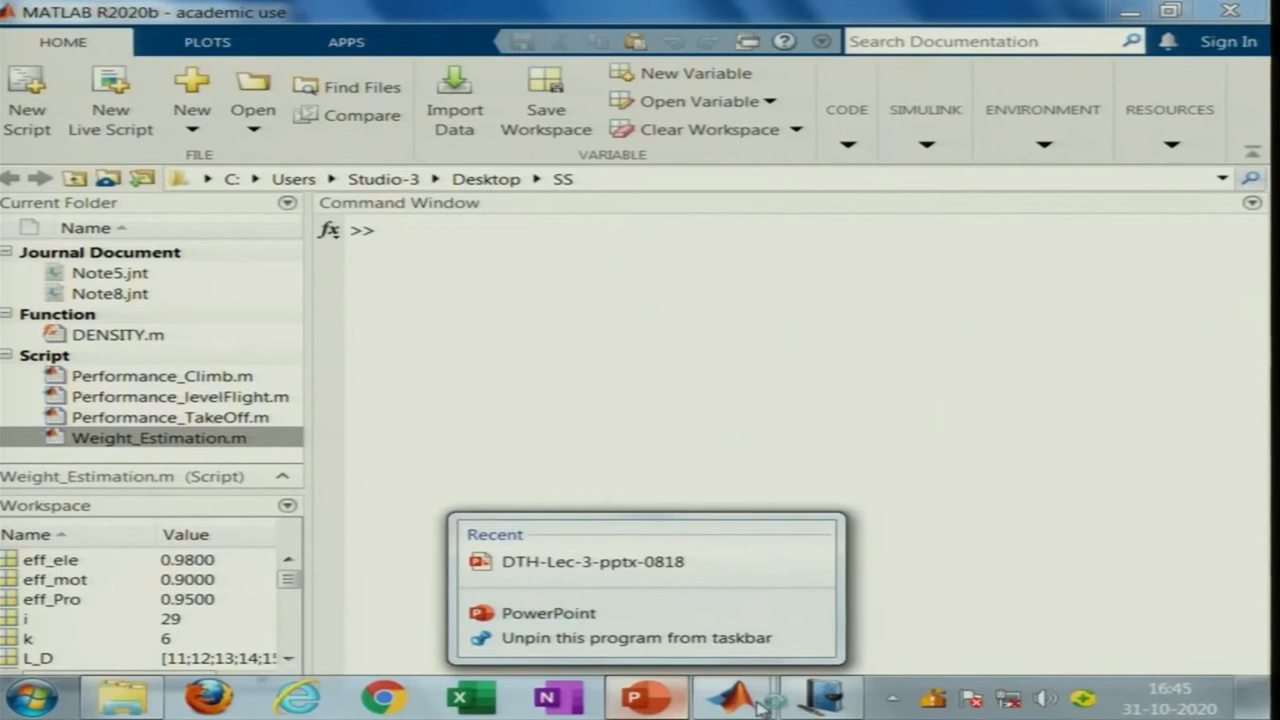 MATLAB R2020b - academic use
HOME
PLOTS
APPS
Search Documentation
Sign In
New Script
New Live Script
New
Open
Find Files
Compare
Import Data
Save Workspace
New Variable
Open Variable
Clear Workspace
CODE
SIMULINK
ENVIRONMENT
RESOURCES
FILE
VARIABLE
C: Users Studio-3 Desktop SS
Current Folder
Name
Journal Document
Note5.jnt
Note8.jnt
Function
DENSITY.m
Script
Performance_Climb.m
Performance_levelFlight.m
Performance_TakeOff.m
Weight_Estimation.m
Weight_Estimation.m (Script)
Workspace
Name Value
eff_ele 0.9800
eff_mot 0.9000
eff_Pro 0.9500
i 29
k 6
L_D [11;12;13;14;15
Command Window
fx >>
Recent
DTH-Lec-3-pptx-0818
PowerPoint
Unpin this program from taskbar
16:45
31-10-2020